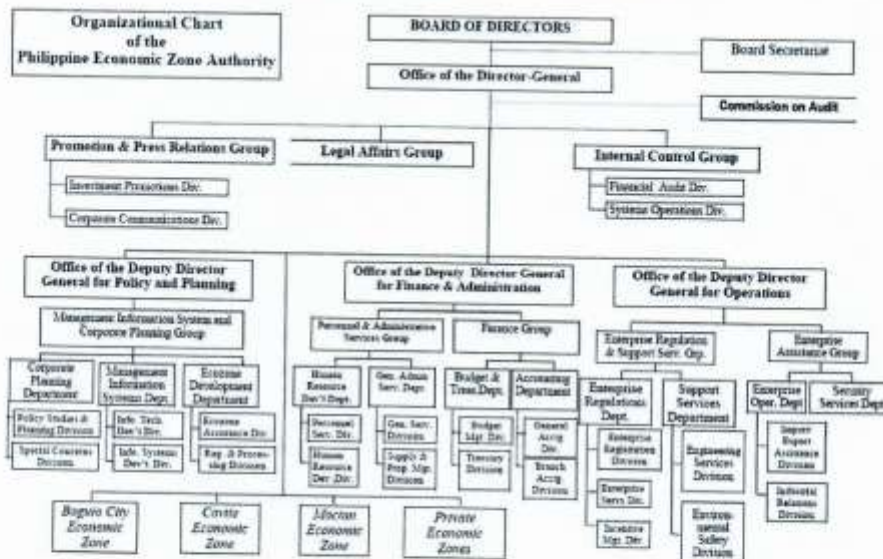 Organizational Chart
of the
Philippine Economic Zone Authority
BOARD OF DIRECTORS
Board Secretariat
Office of the Director-General
Commission on Audit
Promotion & Press Relations Group
Legal Affairs Group
Internal Control Group
Investment Promotions Div.
Corporate Communications Div.
Financial Audit Div.
Systems Operations Div.
Office of the Deputy Director
General for Policy and Planning
Office of the Deputy Director General
for Finance & Administration
Office of the Deputy Director
General for Operations
Management Information System and
Corporate Planning Group
Personnel & Administrative
Services Group
Finance Group
Enterprise Regulation
& Support Serv. Grp.
Enterprise
Assistance Group
Corporate
Planning
Department
Management
Information
Systems Dept.
Ecozone
Development
Department
Human
Resource
Dev't Dept.
Gen. Admin
Serv. Dept.
Budget &
Treas. Dept.
Accounting
Department
Enterprise
Regulations
Dept.
Support
Services
Department
Enterprise
Oper. Dept
Security
Services Dept
Policy Studies &
Planning Division
Special Concerns
Division
Info. Tech.
Dev't Div.
Info. Systems
Dev't. Div.
Ecozone
Assistance Div.
Reg. & Proces-
sing Division
Personnel
Serv. Div.
Human
Resource
Dev. Div.
Gen. Serv.
Division
Supply &
Prop. Mgt.
Division
Budget
Mgt. Div.
Treasury
Division
General
Acctg
Div.
Branch
Acctg
Division
Enterprise
Registration
Division
Enterprise
Servs Div.
Incentive
Mgt. Div
Engineering
Services
Division
Environ-
mental
Safety Division
Import
Export
Assistance
Division
Industrial
Relations
Division
Baguio City
Economic
Zone
Cavite
Economic
Zone
Mactan
Economic
Zone
Private
Economic
Zones